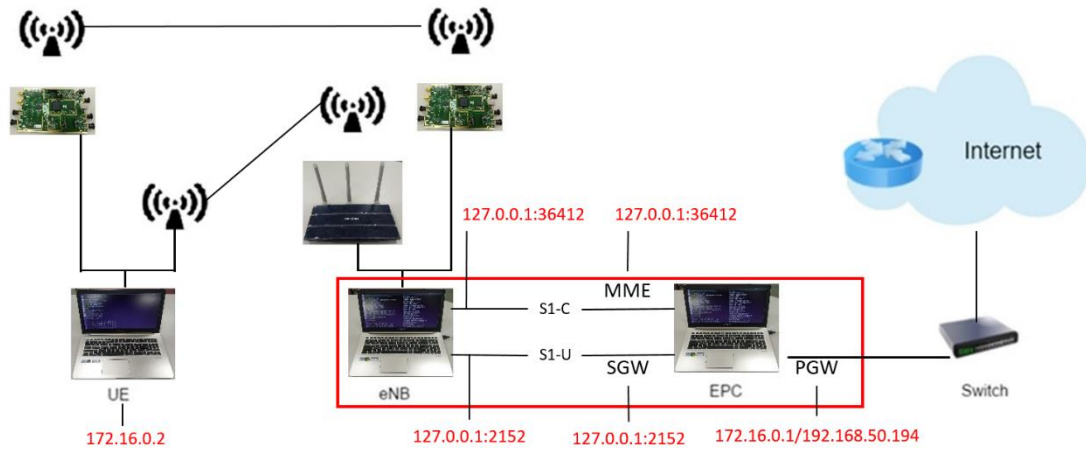 Internet
127.0.0.1:36412
127.0.0.1:36412
MME
S1-C
S1-U
SGW
PGW
UE
eNB
EPC
Switch
172.16.0.2
127.0.0.1:2152
127.0.0.1:2152
172.16.0.1/192.168.50.194